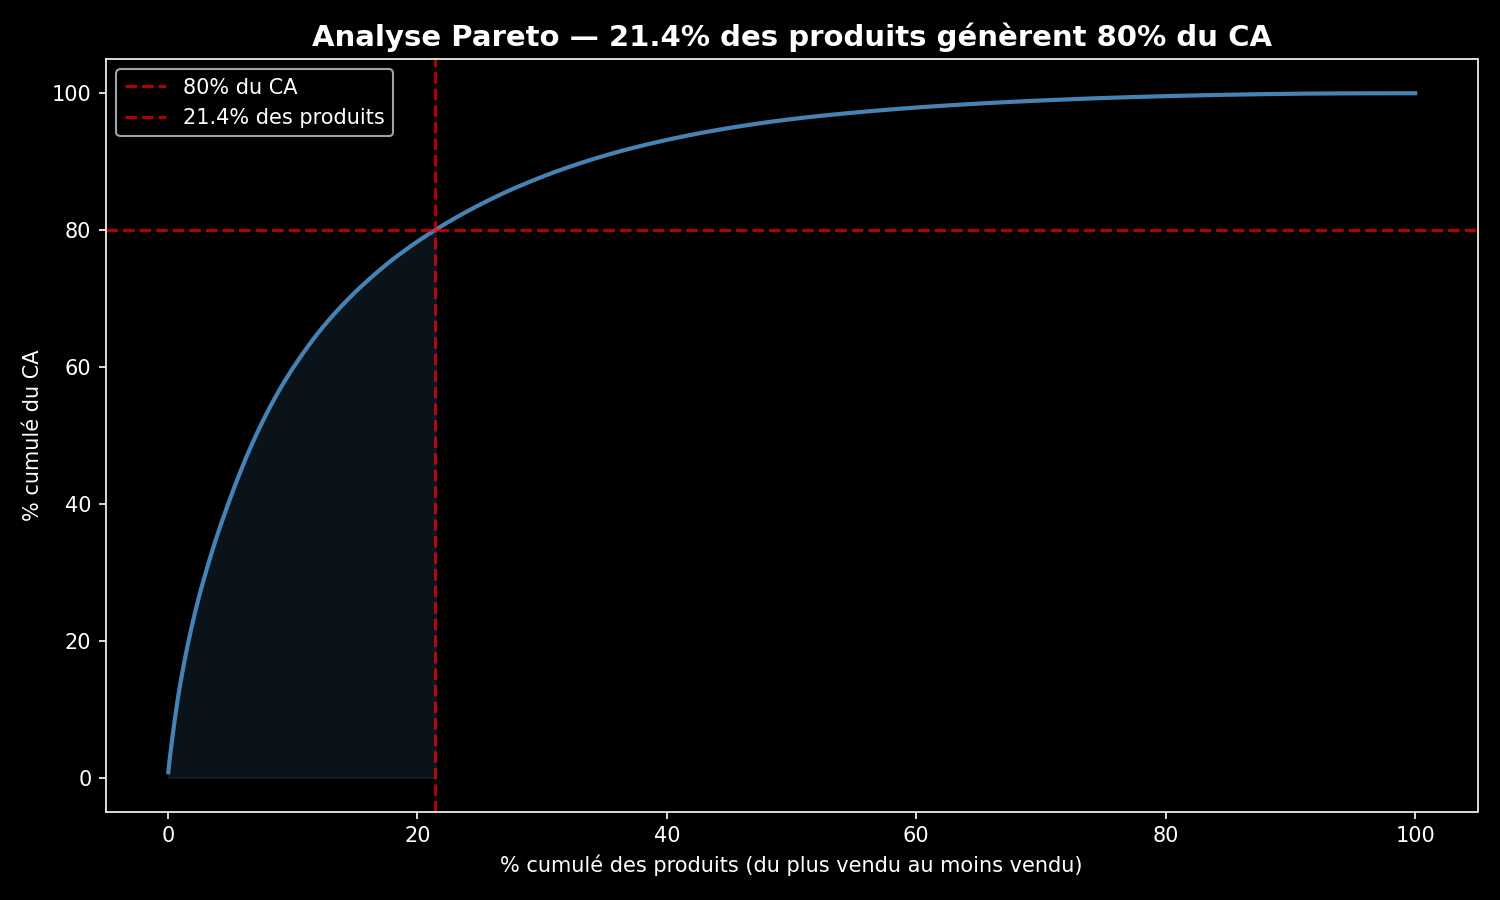 Analyse Pareto — 21.4% des produits génèrent 80% du CA
80% du CA
21.4% des produits
100
80
60
40
20
0
% cumulé du CA
0 20 40 60 80 100
% cumulé des produits (du plus vendu au moins vendu)